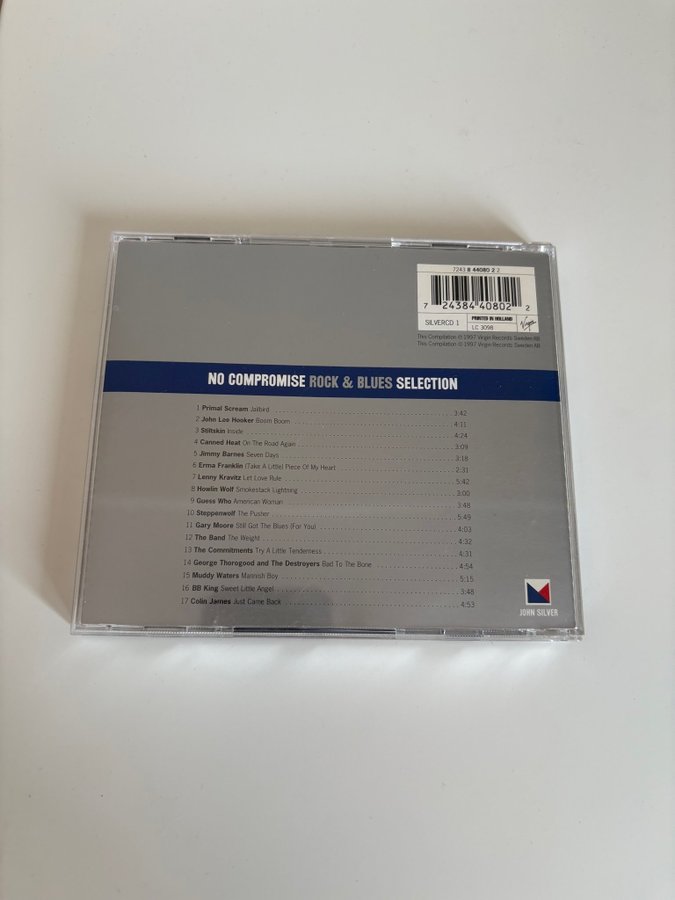 7243 8 44080 2 2
7 24384 40802 2
SILVERCD 1
PRINTED IN HOLLAND
LC 3098
Virgin
This Compilation ℗ 1997 Virgin Records Sweden AB
This Compilation © 1997 Virgin Records Sweden AB
NO COMPROMISE ROCK & BLUES SELECTION
1 Primal Scream Jailbird 3:42
2 John Lee Hooker Boom Boom 4:11
3 Stiltskin Inside 4:24
4 Canned Heat On The Road Again 3:09
5 Jimmy Barnes Seven Days 3:18
6 Erma Franklin (Take A Little) Piece Of My Heart 2:31
7 Lenny Kravitz Let Love Rule 5:42
8 Howlin Wolf Smokestack Lightning 3:00
9 Guess Who American Woman 3:48
10 Steppenwolf The Pusher 5:49
11 Gary Moore Still Got The Blues (For You) 4:03
12 The Band The Weight 4:32
13 The Commitments Try A Little Tenderness 4:31
14 George Thorogood and The Destroyers Bad To The Bone 4:54
15 Muddy Waters Mannish Boy 5:15
16 BB King Sweet Little Angel 3:48
17 Colin James Just Came Back 4:53
JOHN SILVER